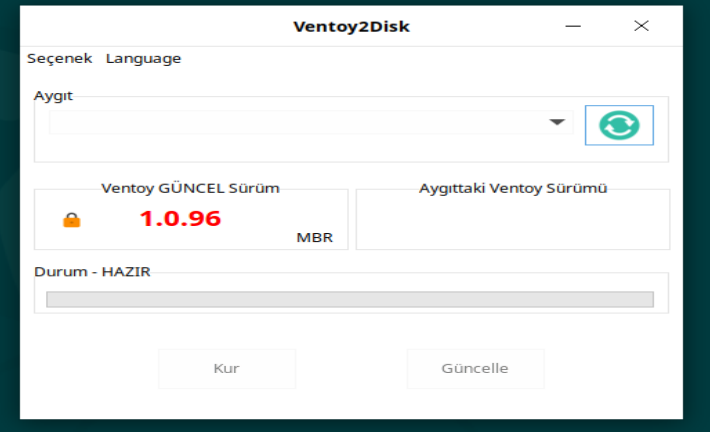 Ventoy2Disk
Seçenek Language
Aygıt
Ventoy GÜNCEL Sürüm
1.0.96
MBR
Aygıttaki Ventoy Sürümü
Durum - HAZIR
Kur
Güncelle